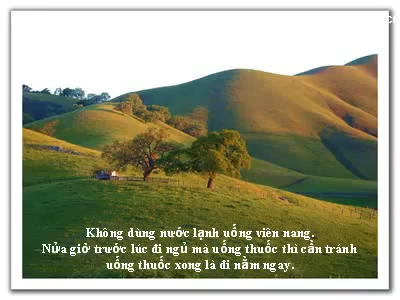 Không dùng nước lạnh uống viên nang.
Nửa giờ trước lúc đi ngủ mà uống thuốc thì cần tránh
uống thuốc xong là đi nằm ngay.